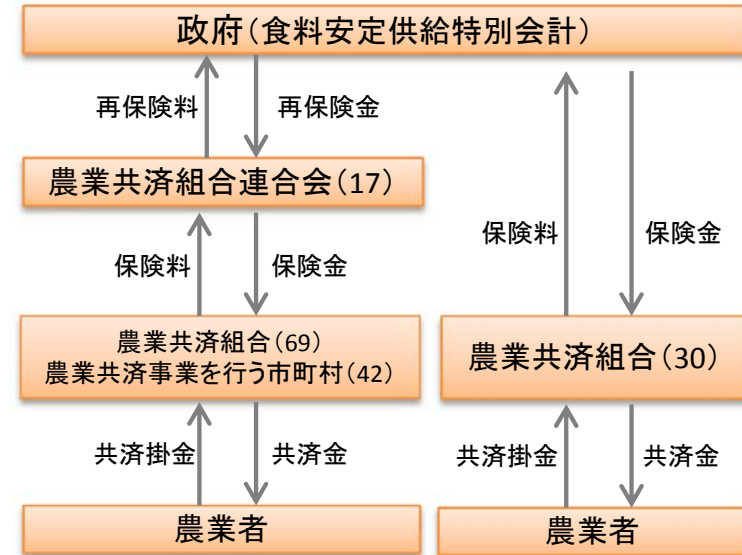 政府（食料安定供給特別会計）
再保険料
再保険金
農業共済組合連合会（17）
保険料
保険金
保険料
保険金
農業共済組合（69）
農業共済事業を行う市町村（42）
農業共済組合（30）
共済掛金
共済金
共済掛金
共済金
農業者
農業者